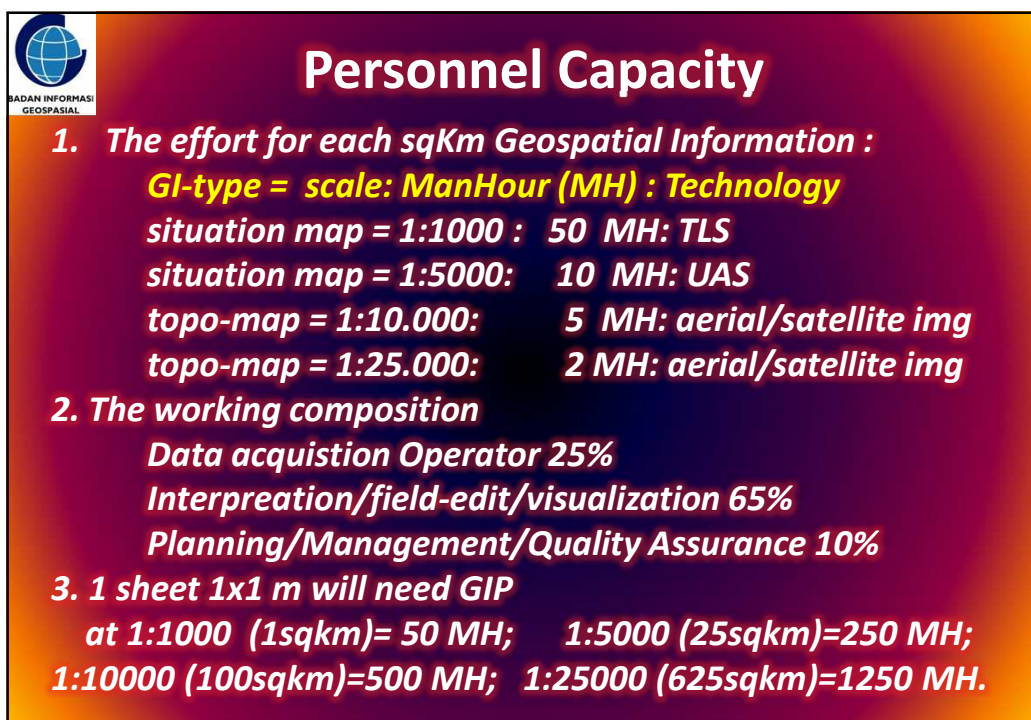 BADAN INFORMASI
GEOSPASIAL
Personnel Capacity
1. The effort for each sqKm Geospatial Information :
GI-type = scale: ManHour (MH) : Technology
situation map = 1:1000 : 50 MH: TLS
situation map = 1:5000: 10 MH: UAS
topo-map = 1:10.000: 5 MH: aerial/satellite img
topo-map = 1:25.000: 2 MH: aerial/satellite img
2. The working composition
Data acquistion Operator 25%
Interpreation/field-edit/visualization 65%
Planning/Management/Quality Assurance 10%
3. 1 sheet 1x1 m will need GIP
at 1:1000 (1sqkm)= 50 MH; 1:5000 (25sqkm)=250 MH;
1:10000 (100sqkm)=500 MH; 1:25000 (625sqkm)=1250 MH.